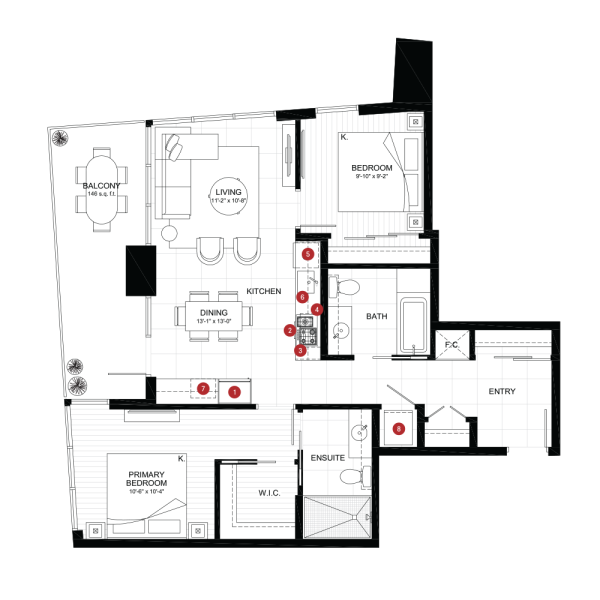 K.
BEDROOM
9'-10" x 9'-2"
BALCONY
146 s.q. f.t.
LIVING
11'-2" x 10'-8"
5
KITCHEN
6
4
DINING
13'-1" x 13'-0"
BATH
2
3
F.C.
7
1
ENTRY
8
K.
ENSUITE
PRIMARY
BEDROOM
10'-6" x 10'-4"
W.I.C.